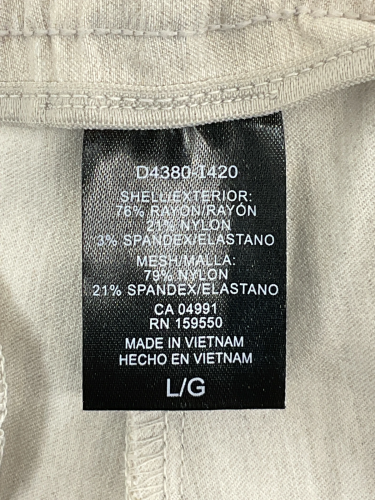 D4380-1420
SHELL/EXTERIOR:
76% RAYON/RAYÓN
21% NYLON
3% SPANDEX/ELASTANO
MESH/MALLA:
79% NYLON
21% SPANDEX/ELASTANO
CA 04991
RN 159550
MADE IN VIETNAM
HECHO EN VIETNAM
L/G